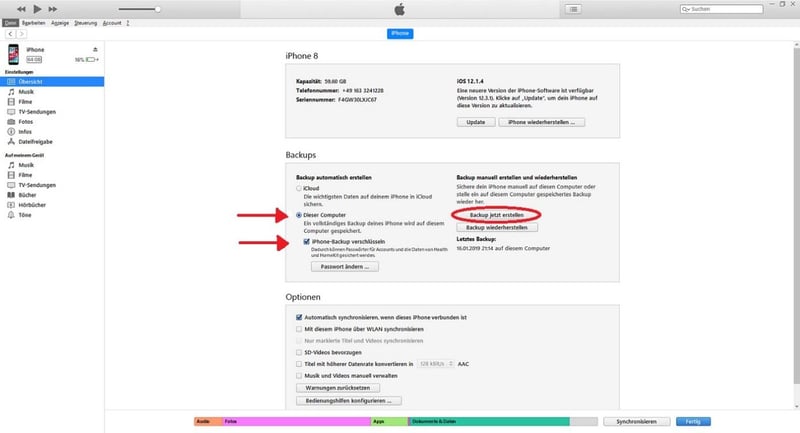 Suchen
Datei Bearbeiten Anzeige Steuerung Account ?
iPhone
iPhone
64 GB
16%
Einstellungen
Übersicht
Musik
Filme
TV-Sendungen
Fotos
Infos
Dateifreigabe
Auf meinem Gerät
Musik
Filme
TV-Sendungen
Bücher
Hörbücher
Töne
iPhone 8
Kapazität: 59,60 GB
Telefonnummer: +49 163 3241228
Seriennummer: F4GW30LXJC67
iOS 12.1.4
Eine neuere Version der iPhone-Software ist verfügbar
(Version 12.3.1). Klicke auf „Update“, um dein iPhone auf
diese Version zu aktualisieren.
Update
iPhone wiederherstellen ...
Backups
Backup automatisch erstellen
iCloud
Die wichtigsten Daten auf deinem iPhone in iCloud
sichern.
Dieser Computer
Ein vollständiges Backup deines iPhone wird auf diesem
Computer gespeichert.
iPhone-Backup verschlüsseln
Dadurch können Passwörter für Accounts und die Daten von Health
und HomeKit gesichert werden.
Passwort ändern ...
Backup manuell erstellen und wiederherstellen
Sichere dein iPhone manuell auf diesem Computer oder
stelle ein auf diesem Computer gespeichertes Backup
wieder her.
Backup jetzt erstellen
Backup wiederherstellen
Letztes Backup:
16.01.2019 21:14 auf diesem Computer
Optionen
Automatisch synchronisieren, wenn dieses iPhone verbunden ist
Mit diesem iPhone über WLAN synchronisieren
Nur markierte Titel und Videos synchronisieren
SD-Videos bevorzugen
Titel mit höherer Datenrate konvertieren in 128 KBit/s AAC
Musik und Videos manuell verwalten
Warnungen zurücksetzen
Bedienungshilfen konfigurieren ...
Audio Fotos Apps Dokumente & Daten
Synchronisieren
Fertig